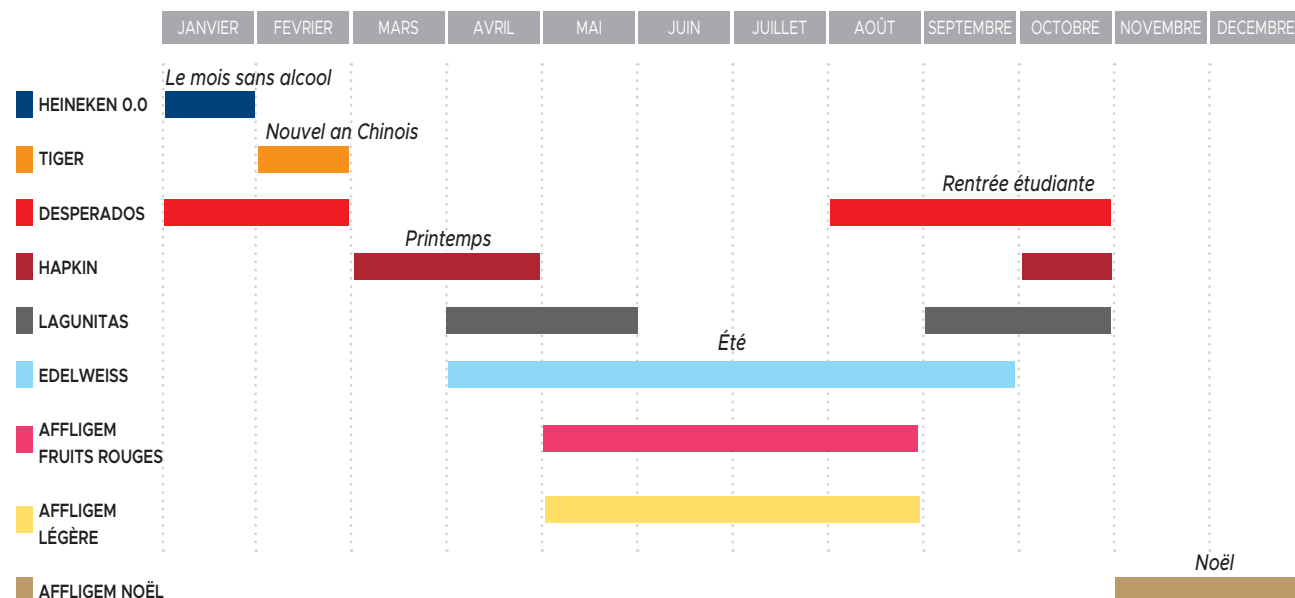 JANVIER FEVRIER MARS AVRIL MAI JUIN JUILLET AOÛT SEPTEMBRE OCTOBRE NOVEMBRE DECEMBRE
Le mois sans alcool
HEINEKEN 0.0
Nouvel an Chinois
TIGER
Rentrée étudiante
DESPERADOS
Printemps
HAPKIN
LAGUNITAS
Été
EDELWEISS
AFFLIGEM
FRUITS ROUGES
AFFLIGEM
LÉGÈRE
Noël
AFFLIGEM NOËL